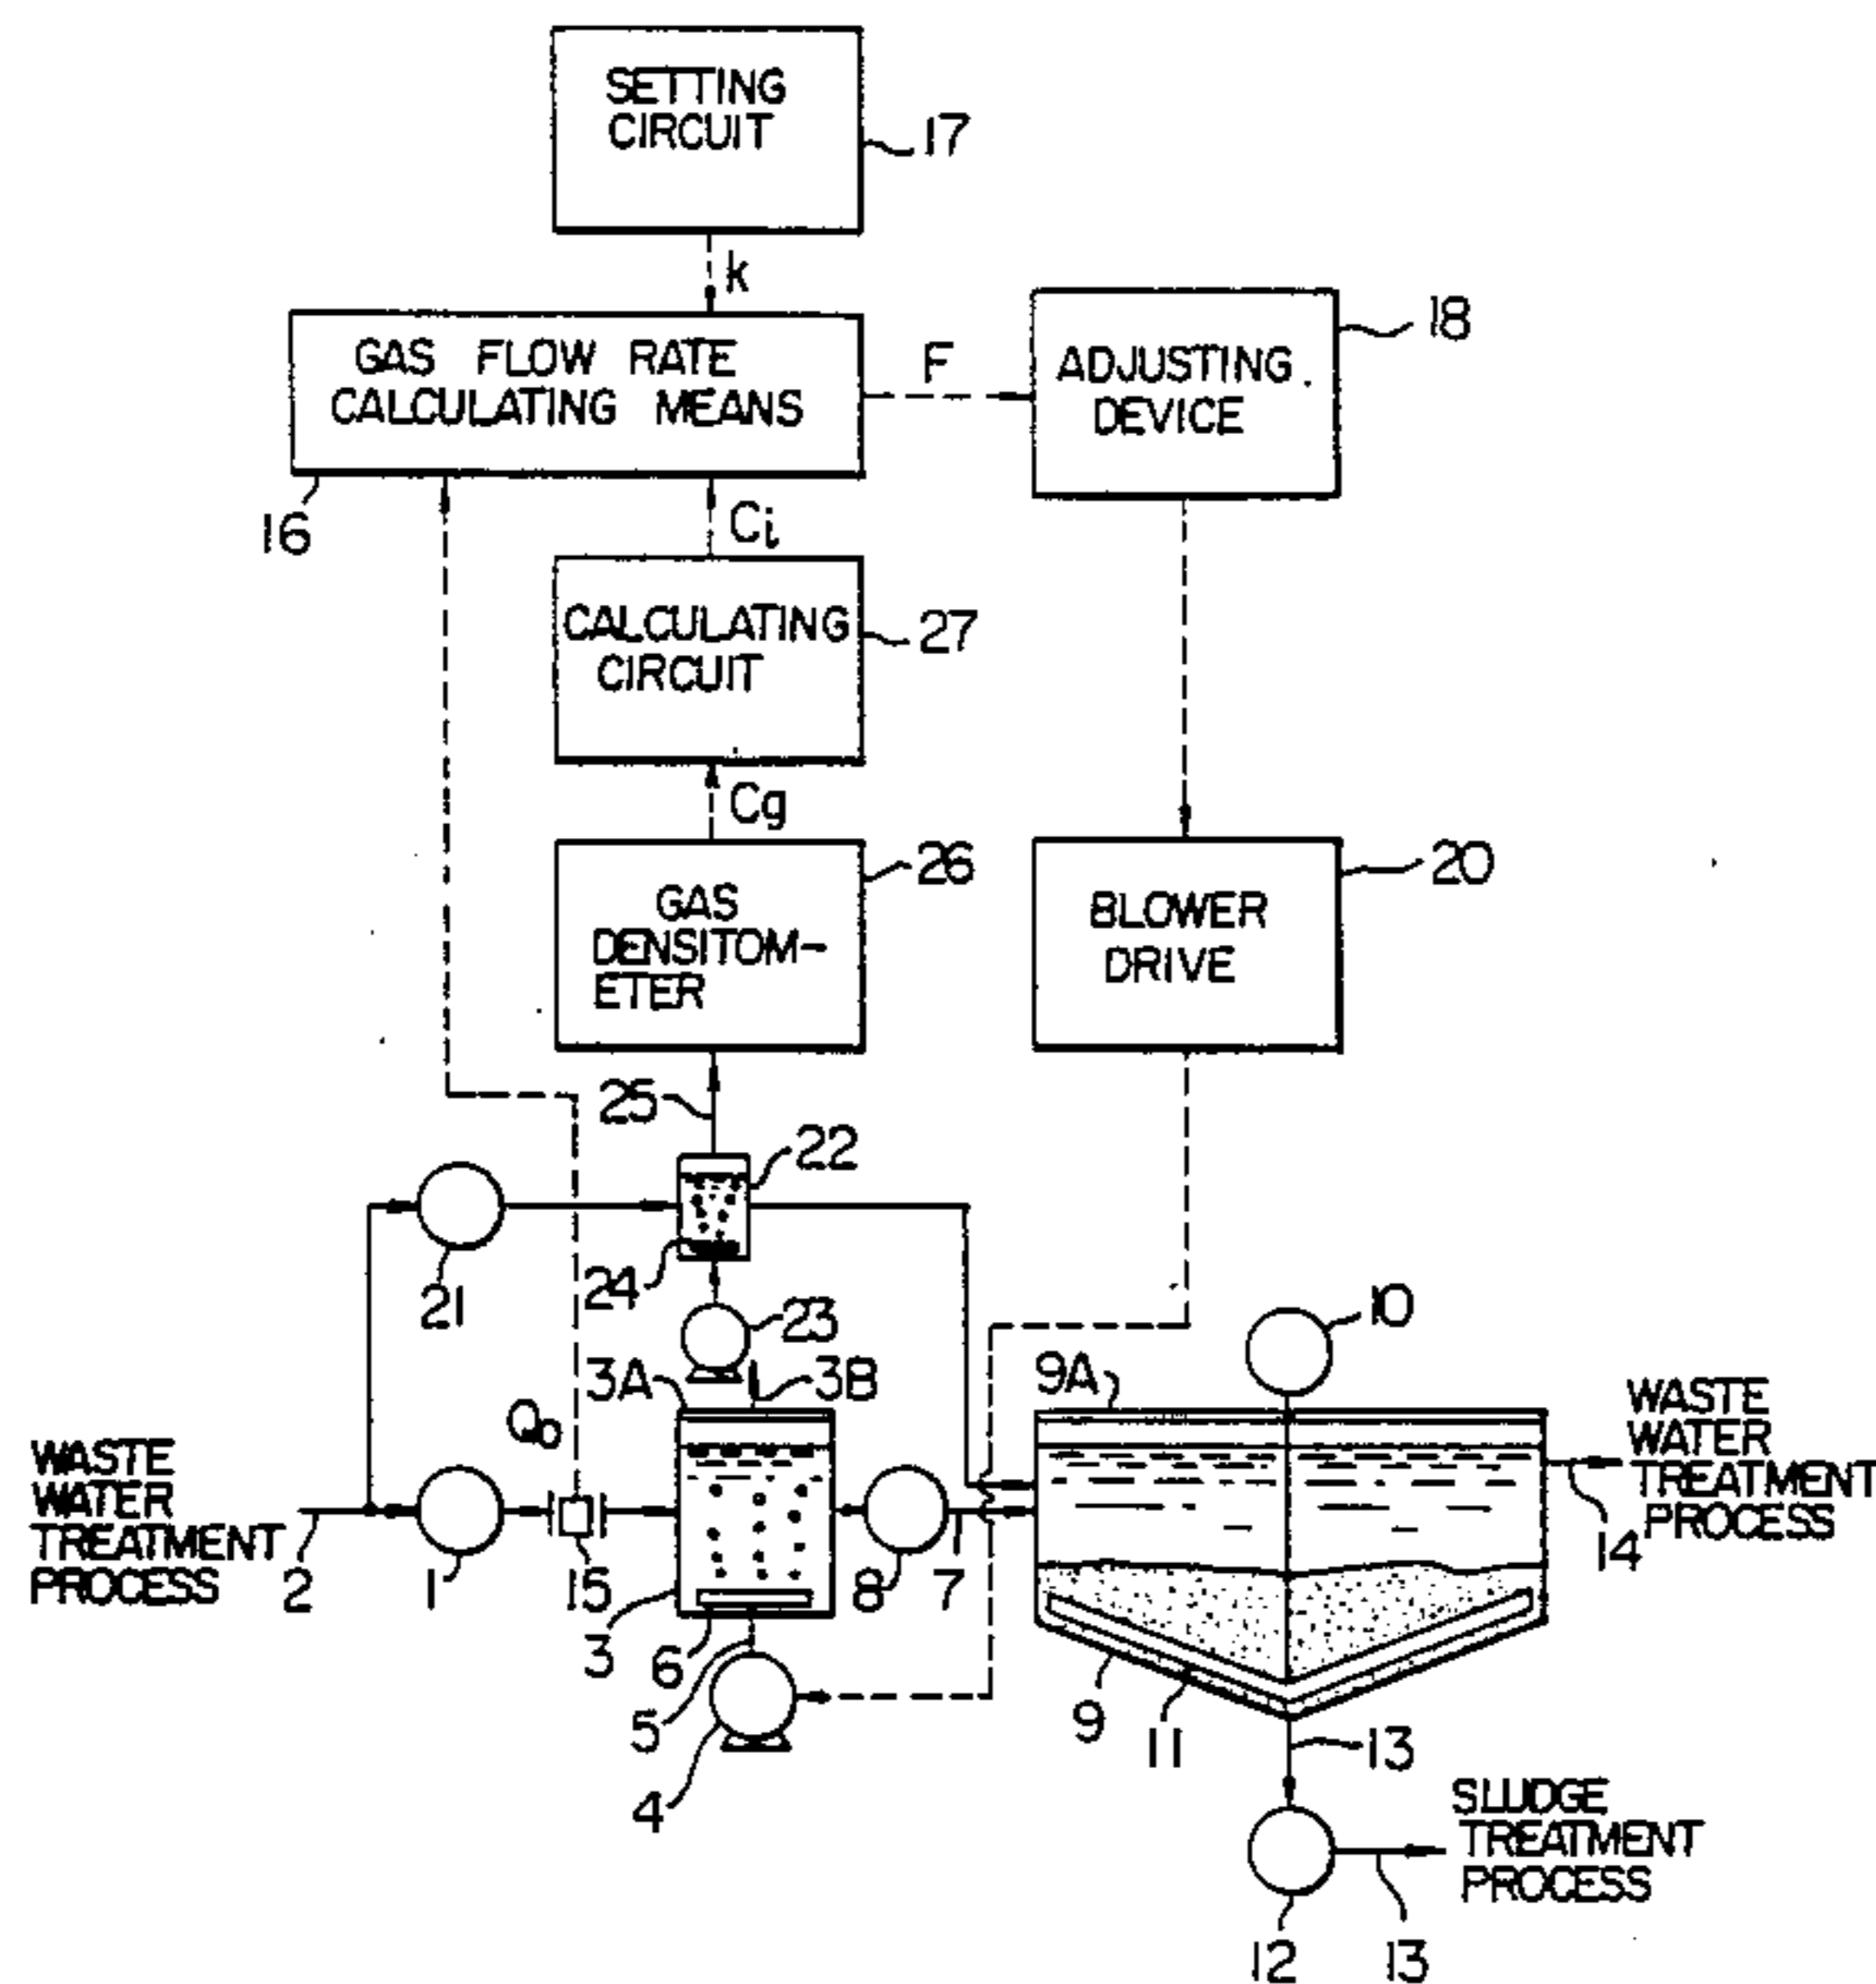 SETTING
CIRCUIT
17
k
GAS FLOW RATE
CALCULATING MEANS
16
F
ADJUSTING
DEVICE
18
Ci
CALCULATING
CIRCUIT
27
Cg
GAS
DENSITOM-
ETER
26
BLOWER
DRIVE
20
25
22
21
24
23
3A
3B
9A
10
WASTE
WATER
TREATMENT
PROCESS
2
1
15
3
6
5
4
8
7
9
11
13
14
WASTE
WATER
TREATMENT
PROCESS
12
13
SLUDGE
TREATMENT
PROCESS